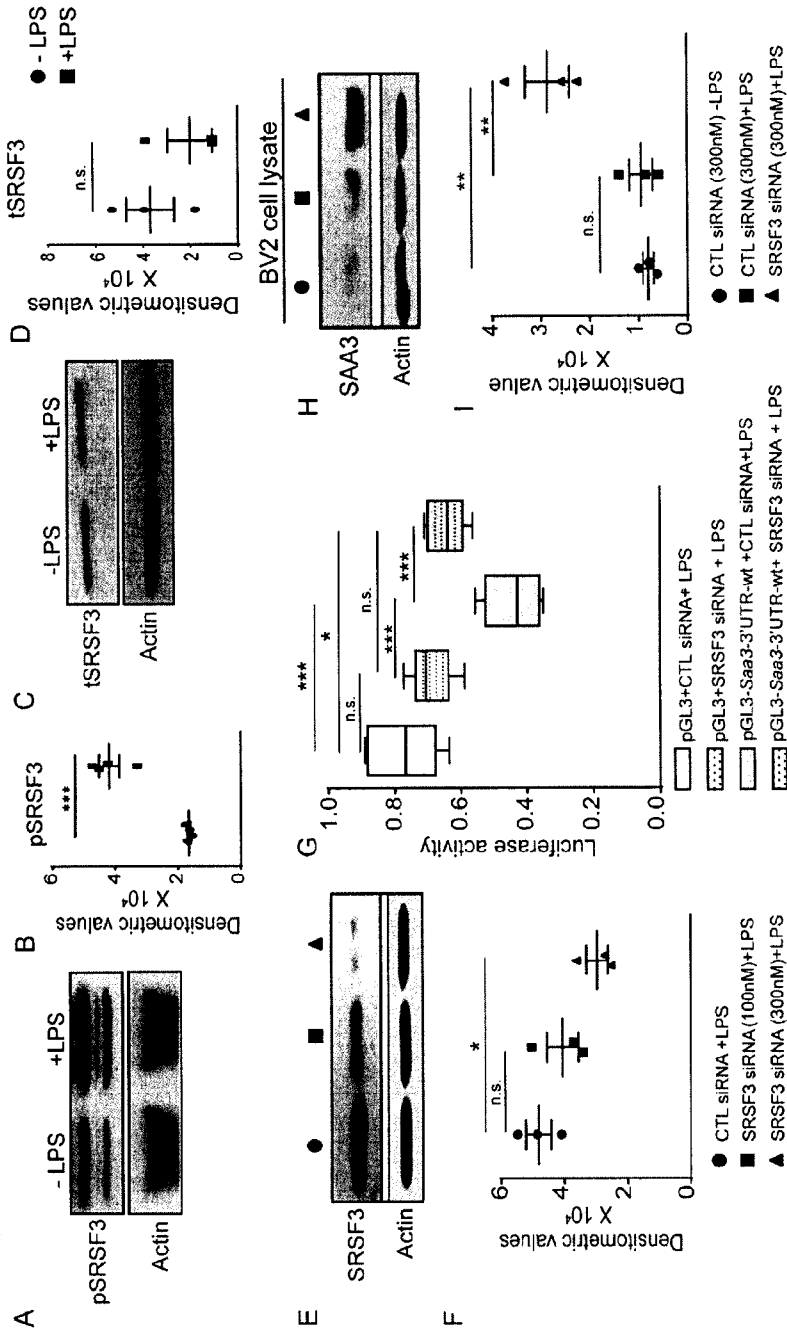 A
- LPS
+LPS
pSRSF3
Actin
B
pSRSF3
Densitometric values
X 10⁴
6
4
2
0
***
C
-LPS
+LPS
tSRSF3
Actin
D
tSRSF3
Densitometric values
X 10⁴
8
6
4
2
0
n.s.
- LPS
+LPS
E
SRSF3
Actin
F
Densitometric values
X 10⁴
6
4
2
0
n.s.
*
CTL siRNA +LPS
SRSF3 siRNA (100nM)+LPS
SRSF3 siRNA (300nM)+LPS
G
Luciferase activity
1.0
0.8
0.6
0.4
0.2
0.0
***
*
n.s.
n.s.
***
***
pGL3+CTL siRNA+ LPS
pGL3+SRSF3 siRNA + LPS
pGL3-Saa3-3'UTR-wt +CTL siRNA+LPS
pGL3-Saa3-3'UTR-wt+ SRSF3 siRNA + LPS
H
BV2 cell lysate
SAA3
Actin
I
Densitometric value
X 10⁴
4
3
2
1
0
**
**
n.s.
CTL siRNA (300nM) -LPS
CTL siRNA (300nM)+LPS
SRSF3 siRNA (300nM)+LPS